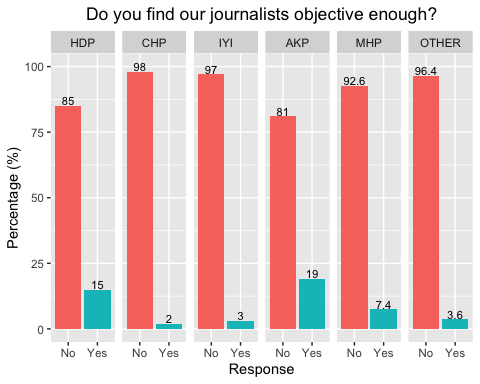 Do you find our journalists objective enough?
HDP CHP IYI AKP MHP OTHER
100
75
50
25
0
Percentage (%)
85 15 98 2 97 3 81 19 92.6 7.4 96.4 3.6
No Yes No Yes No Yes No Yes No Yes No Yes
Response